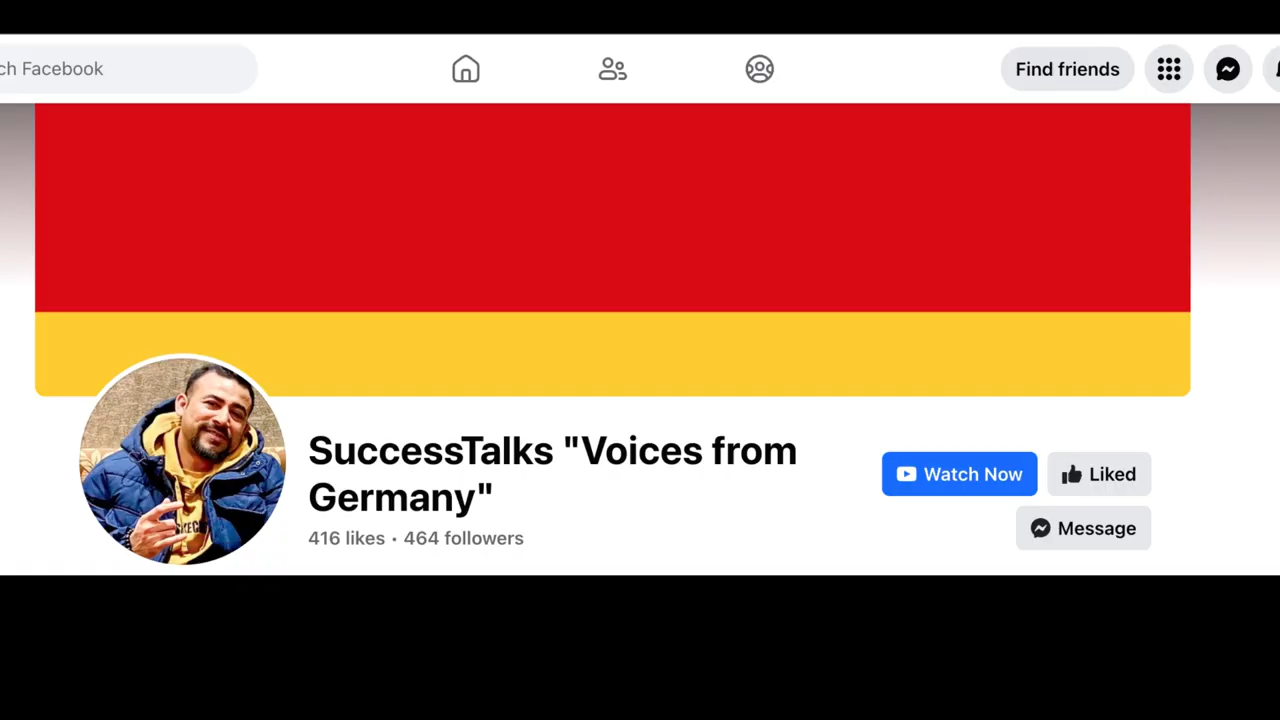 ch Facebook
Find friends
SuccessTalks "Voices from
Germany"
416 likes • 464 followers
Watch Now
Liked
Message